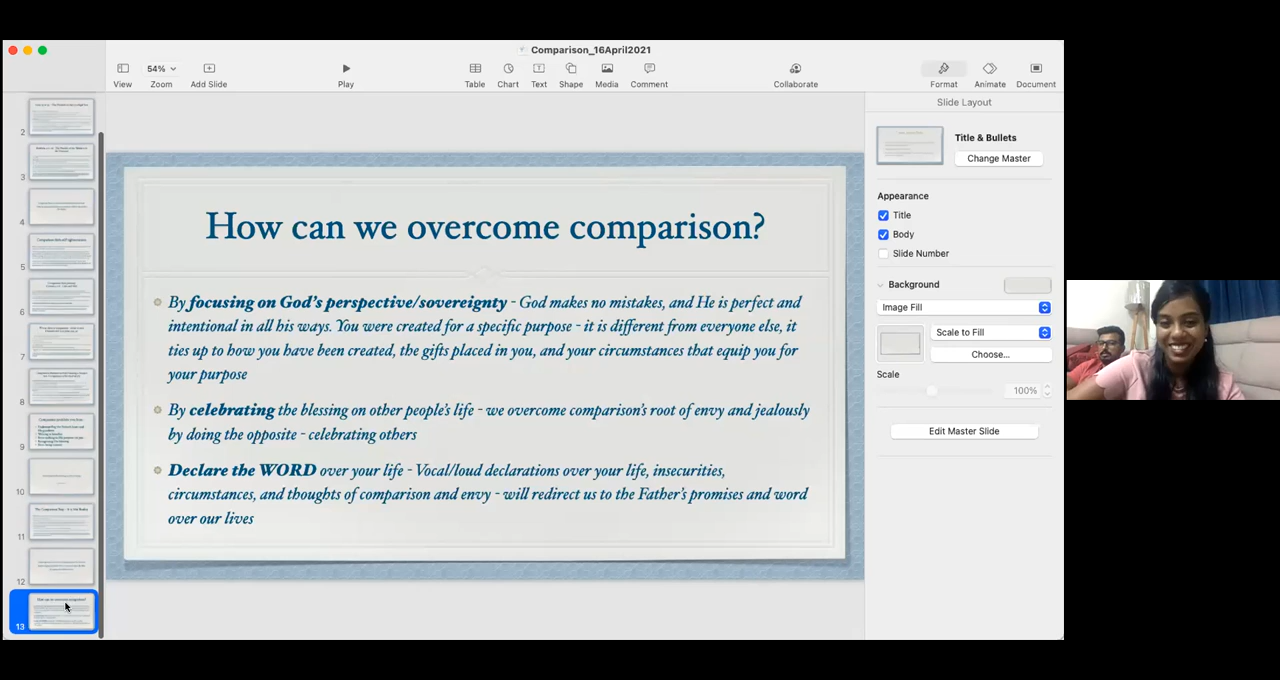 Comparison_16April2021
54%
View
Zoom
Add Slide
Play
Table
Chart
Text
Shape
Media
Comment
Collaborate
Format
Animate
Document
2
3
4
5
6
7
8
9
10
11
12
13
How can we overcome comparison?
By focusing on God's perspective/sovereignty - God makes no mistakes, and He is perfect and
intentional in all his ways. You were created for a specific purpose - it is different from everyone else, it
ties up to how you have been created, the gifts placed in you, and your circumstances that equip you for
your purpose
By celebrating the blessing on other people's life - we overcome comparison's root of envy and jealously
by doing the opposite - celebrating others
Declare the WORD over your life - Vocal/loud declarations over your life, insecurities,
circumstances, and thoughts of comparison and envy - will redirect us to the Father's promises and word
over our lives
Slide Layout
Title & Bullets
Change Master
Appearance
Title
Body
Slide Number
Background
Image Fill
Scale to Fill
Choose...
Scale
100%
Edit Master Slide